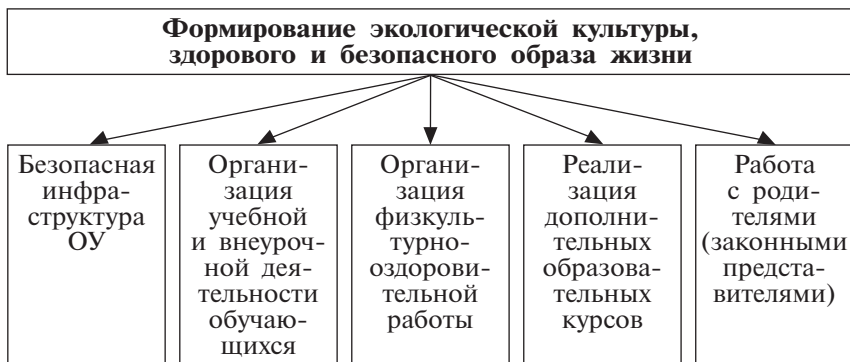 Формирование экологической культуры,
здорового и безопасного образа жизни
Безопасная
инфра-
структура
ОУ
Органи-
зация
учебной
и внеуроч-
ной дея-
тельности
обучаю-
щихся
Органи-
зация
физкуль-
турно-
оздорови-
тельной
работы
Реали-
зация
дополни-
тельных
образова-
тельных
курсов
Работа
с роди-
телями
(законными
предста-
вителями)